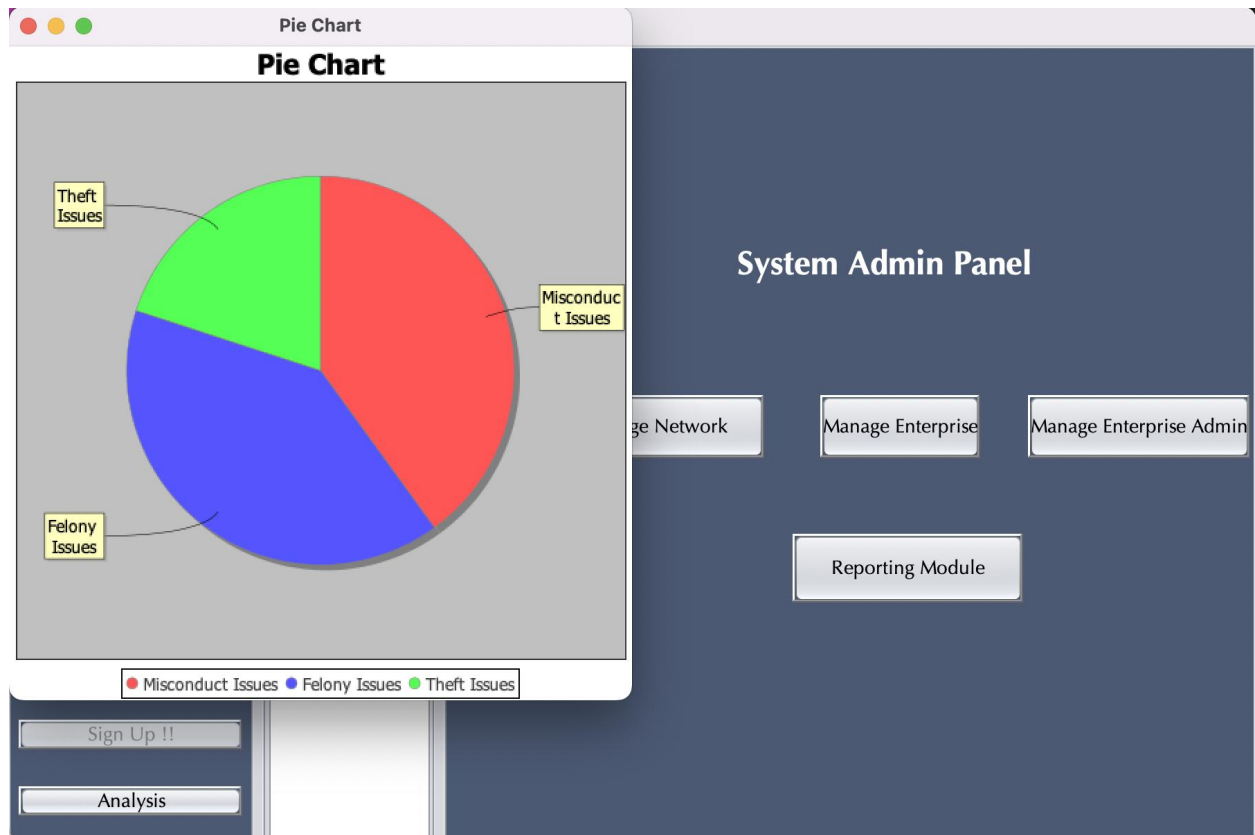 Pie Chart
Pie Chart
Theft
Issues
Misconduc
t Issues
Felony
Issues
Misconduct Issues Felony Issues Theft Issues
System Admin Panel
ge Network
Manage Enterprise
Manage Enterprise Admin
Reporting Module
Sign Up !!
Analysis